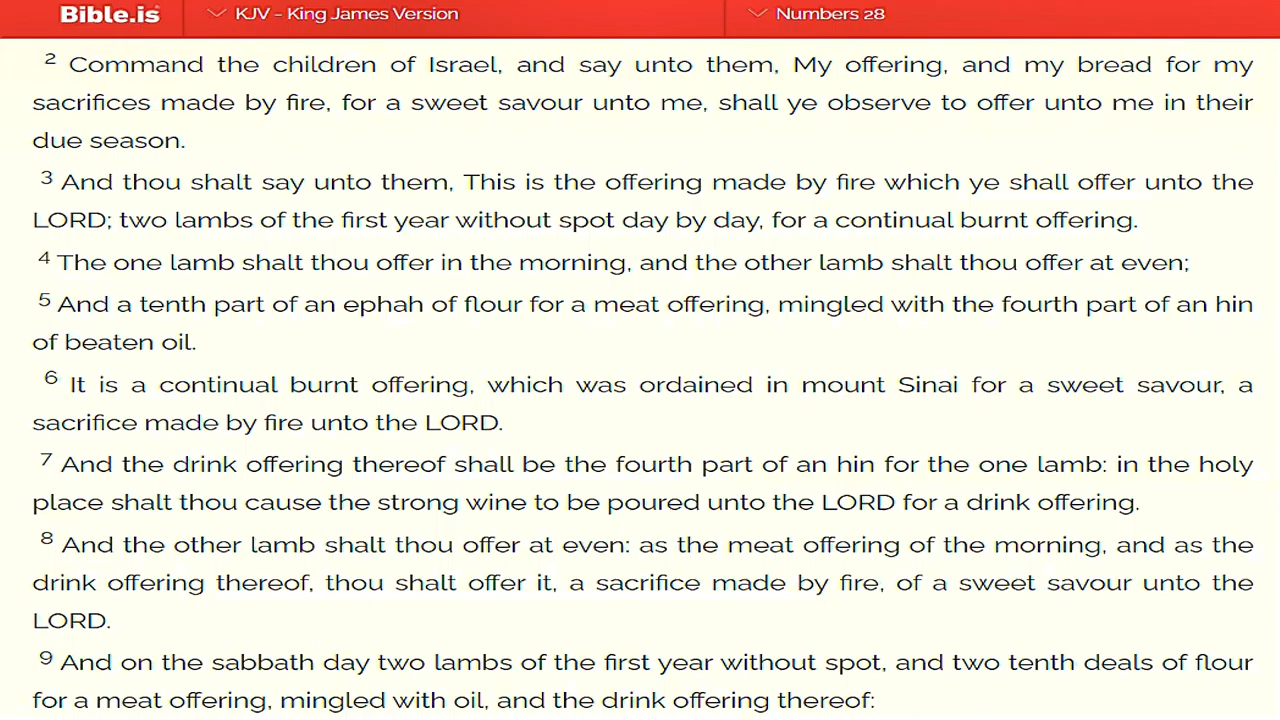 Bible.is KJV - King James Version Numbers 28
2 Command the children of Israel, and say unto them, My offering, and my bread for my
sacrifices made by fire, for a sweet savour unto me, shall ye observe to offer unto me in their
due season.
3 And thou shalt say unto them, This is the offering made by fire which ye shall offer unto the
LORD; two lambs of the first year without spot day by day, for a continual burnt offering.
4 The one lamb shalt thou offer in the morning, and the other lamb shalt thou offer at even;
5 And a tenth part of an ephah of flour for a meat offering, mingled with the fourth part of an hin
of beaten oil.
6 It is a continual burnt offering, which was ordained in mount Sinai for a sweet savour, a
sacrifice made by fire unto the LORD.
7 And the drink offering thereof shall be the fourth part of an hin for the one lamb: in the holy
place shalt thou cause the strong wine to be poured unto the LORD for a drink offering.
8 And the other lamb shalt thou offer at even: as the meat offering of the morning, and as the
drink offering thereof, thou shalt offer it, a sacrifice made by fire, of a sweet savour unto the
LORD.
9 And on the sabbath day two lambs of the first year without spot, and two tenth deals of flour
for a meat offering, mingled with oil, and the drink offering thereof: